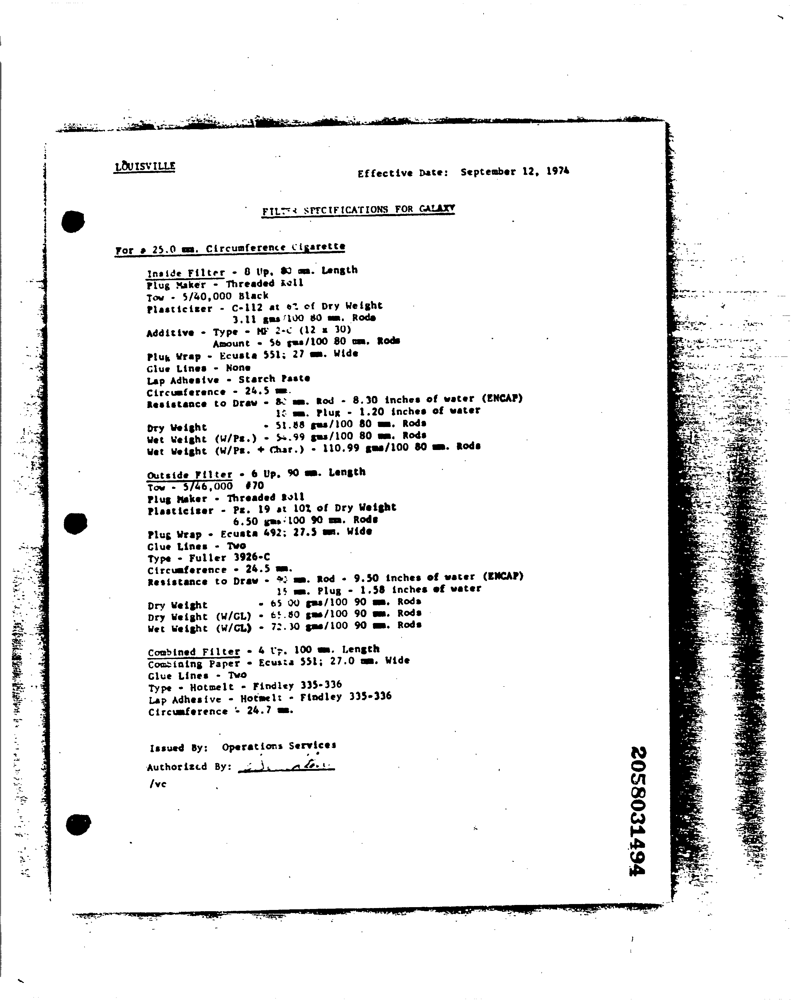 LOUISVILLE
Effective Date: September 12, 1974
FILTER SPECIFICATIONS FOR GALAXY
For a 25.0 mm. Circumference Cigarette
Inside Filter - 8 Up, 80 mm. Length
Plug Maker - Threaded Roll
Tow - 5/40,000 Black
Plasticizer - C-112 at 6% of Dry Weight
3.11 gms/100 80 mm. Rods
Additive - Type - MF 2-C (12 x 30)
Amount - 56 gms/100 80 mm. Rods
Plug Wrap - Ecusta 551; 27 mm. Wide
Glue Lines - None
Lap Adhesive - Starch Paste
Circumference - 24.5 mm.
Resistance to Draw - 80 mm. Rod - 8.30 inches of water (ENCAP)
10 mm. Plug - 1.20 inches of water
Dry Weight - 51.88 gms/100 80 mm. Rods
Wet Weight (W/Pz.) - 54.99 gms/100 80 mm. Rods
Wet Weight (W/Pz. + Char.) - 110.99 gms/100 80 mm. Rods
Outside Filter - 6 Up, 90 mm. Length
Tow - 5/46,000 #70
Plug Maker - Threaded Roll
Plasticizer - Pz. 19 at 10% of Dry Weight
6.50 gms/100 90 mm. Rods
Plug Wrap - Ecusta 492; 27.5 mm. Wide
Glue Lines - Two
Type - Fuller 3926-C
Circumference - 24.5 mm.
Resistance to Draw - 90 mm. Rod - 9.50 inches of water (ENCAP)
15 mm. Plug - 1.58 inches of water
Dry Weight - 65.00 gms/100 90 mm. Rods
Dry Weight (W/GL) - 65.80 gms/100 90 mm. Rods
Wet Weight (W/GL) - 72.30 gms/100 90 mm. Rods
Combined Filter - 4 Up, 100 mm. Length
Combining Paper - Ecusta 551; 27.0 mm. Wide
Glue Lines - Two
Type - Hotmelt - Findley 335-336
Lap Adhesive - Hotmelt - Findley 335-336
Circumference - 24.7 mm.
Issued By: Operations Services
Authorized By:
/vc
2058031494